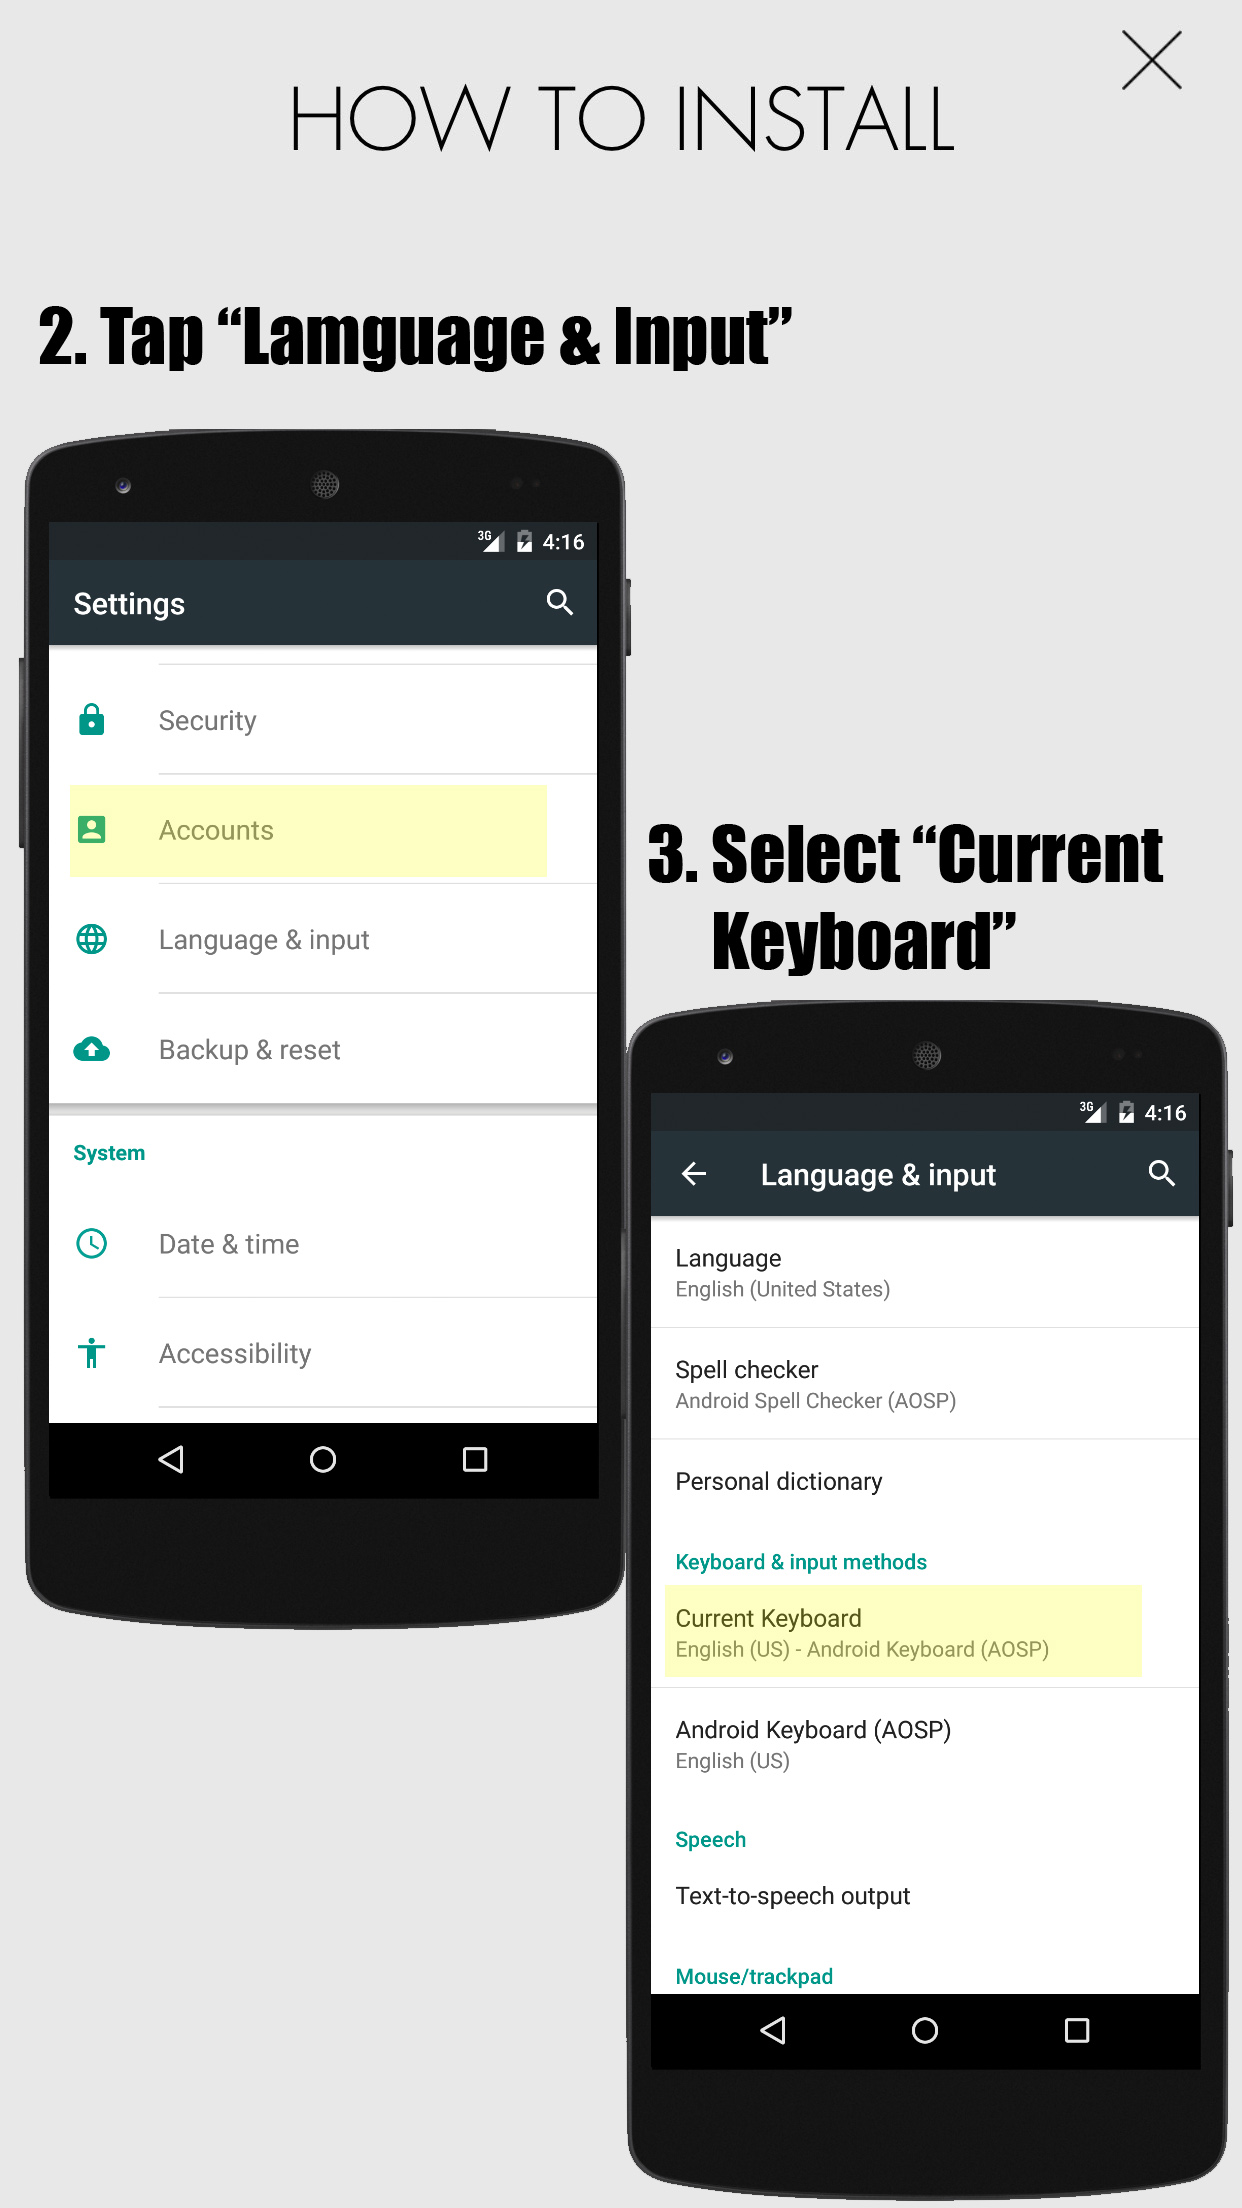 HOW TO INSTALL
2. Tap “Lamguage & Input”
3G 4:16
Settings
Security
Accounts
Language & input
Backup & reset
System
Date & time
Accessibility
3. Select “Current
Keyboard”
3G 4:16
Language & input
Language
English (United States)
Spell checker
Android Spell Checker (AOSP)
Personal dictionary
Keyboard & input methods
Current Keyboard
English (US) - Android Keyboard (AOSP)
Android Keyboard (AOSP)
English (US)
Speech
Text-to-speech output
Mouse/trackpad